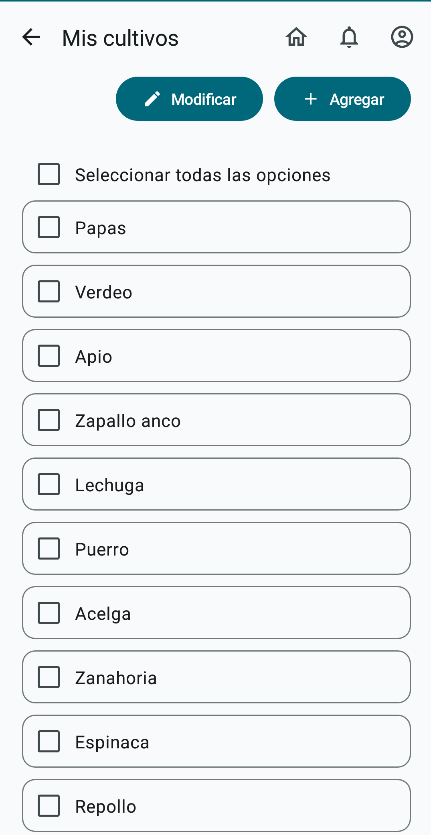 Mis cultivos
Modificar
Agregar
Seleccionar todas las opciones
Papas
Verdeo
Apio
Zapallo anco
Lechuga
Puerro
Acelga
Zanahoria
Espinaca
Repollo